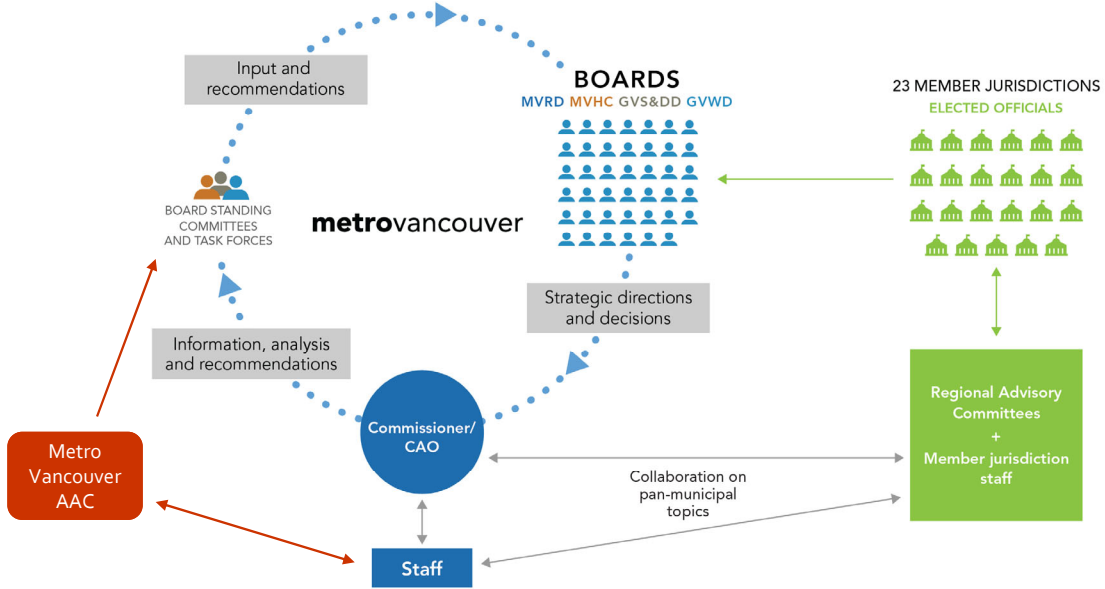 Input and
recommendations
BOARDS
MVRD MVHC GVS&DD GVWD
23 MEMBER JURISDICTIONS
ELECTED OFFICIALS
BOARD STANDING
COMMITTEES
AND TASK FORCES
metrovancouver
Strategic directions
and decisions
Information, analysis
and recommendations
Commissioner/
CAO
Regional Advisory
Committees
+
Member jurisdiction
staff
Metro
Vancouver
AAC
Collaboration on
pan-municipal
topics
Staff